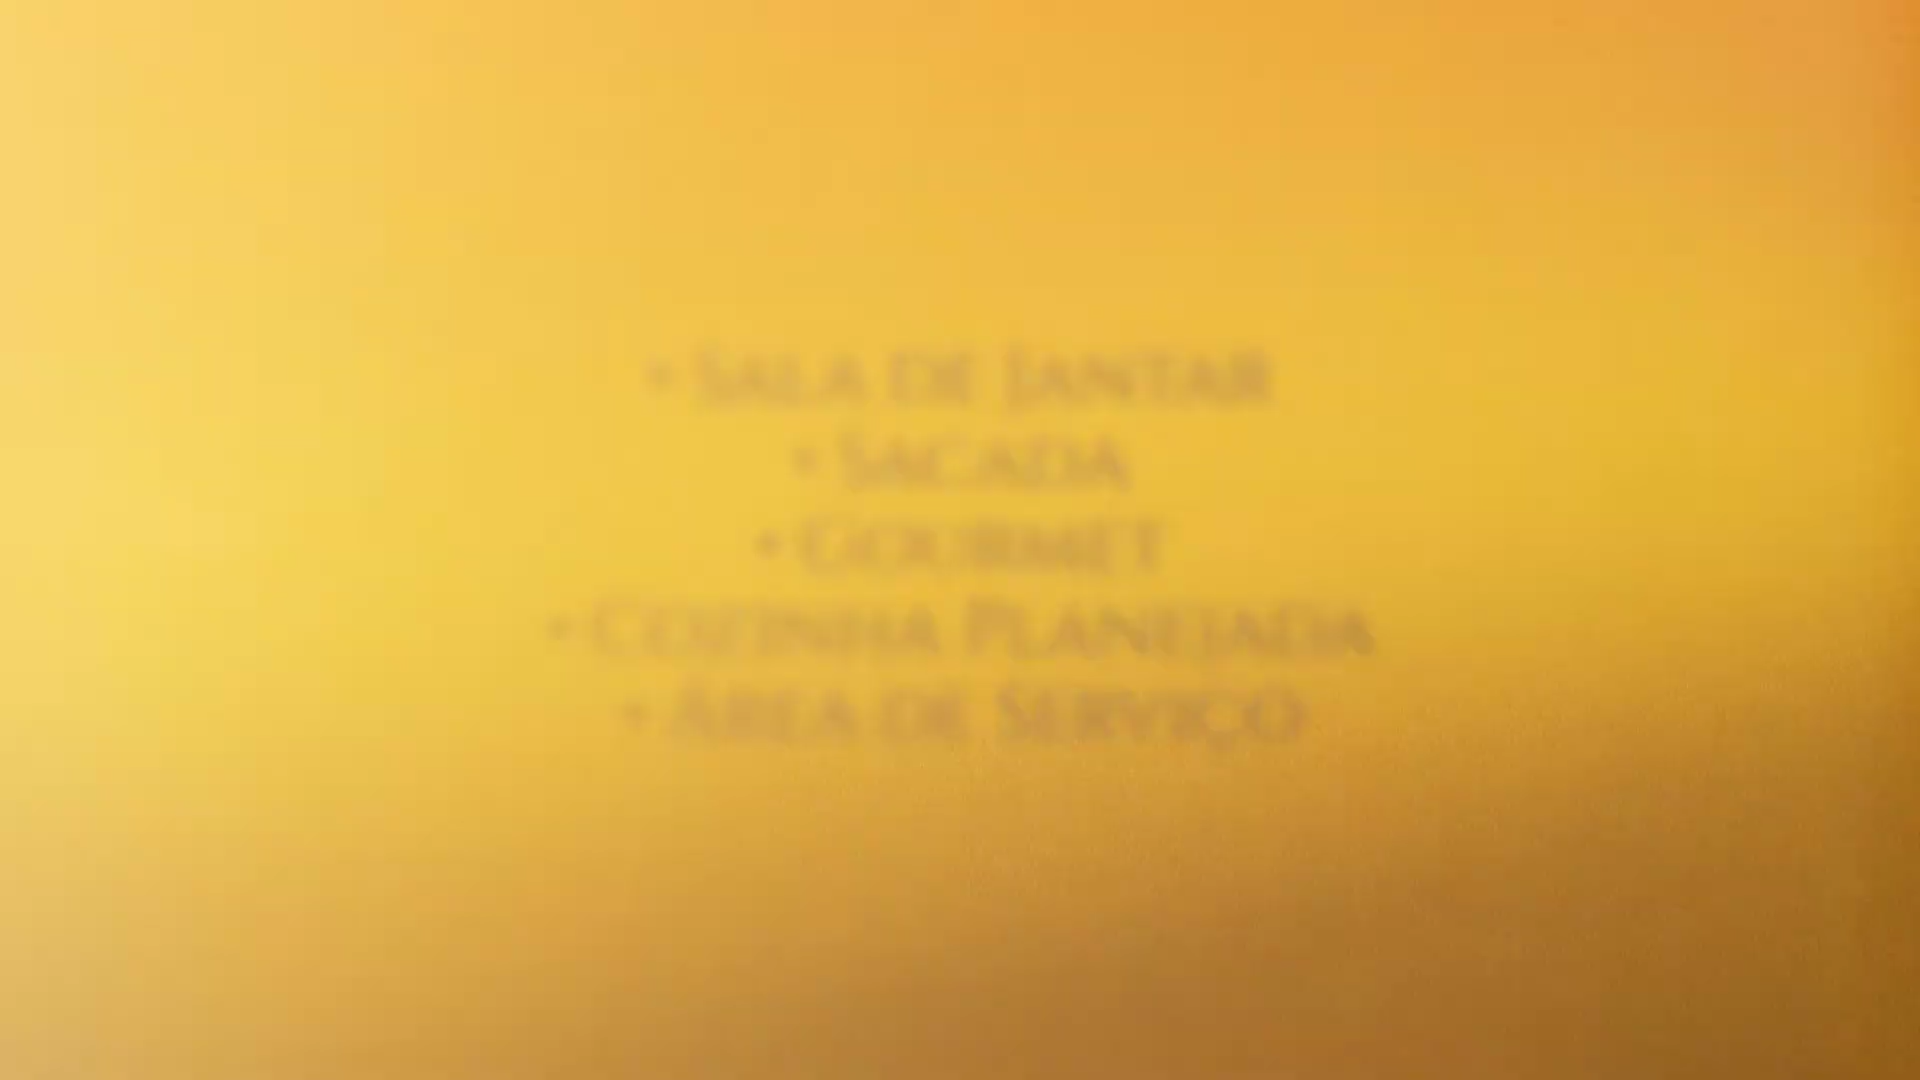 • Sala de Jantar
• Sacada
• Gourmet
• Cozinha Planejada
• Área de Serviço